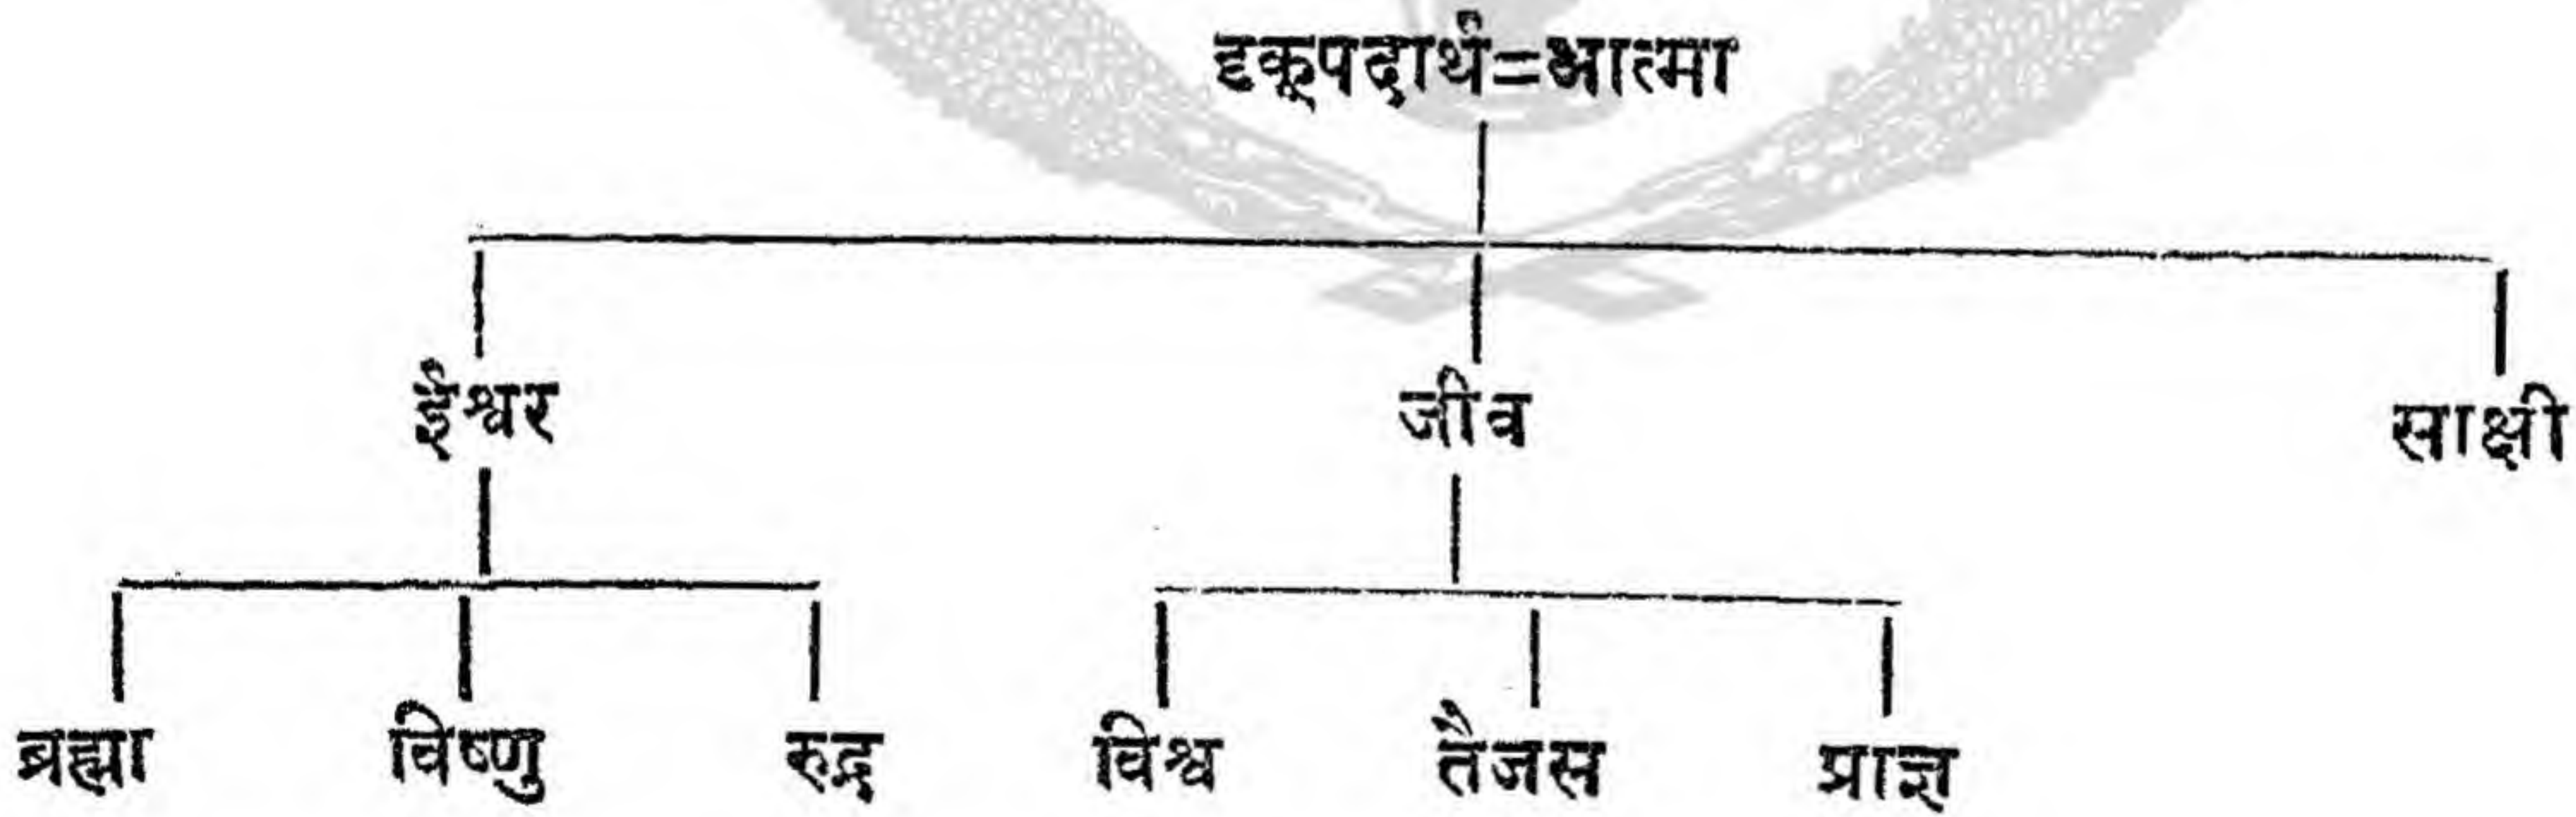 दृक्पदार्थ=आत्मा
ईश्वर जीव साक्षी
ब्रह्मा विष्णु रुद्र विश्व तैजस प्राज्ञ